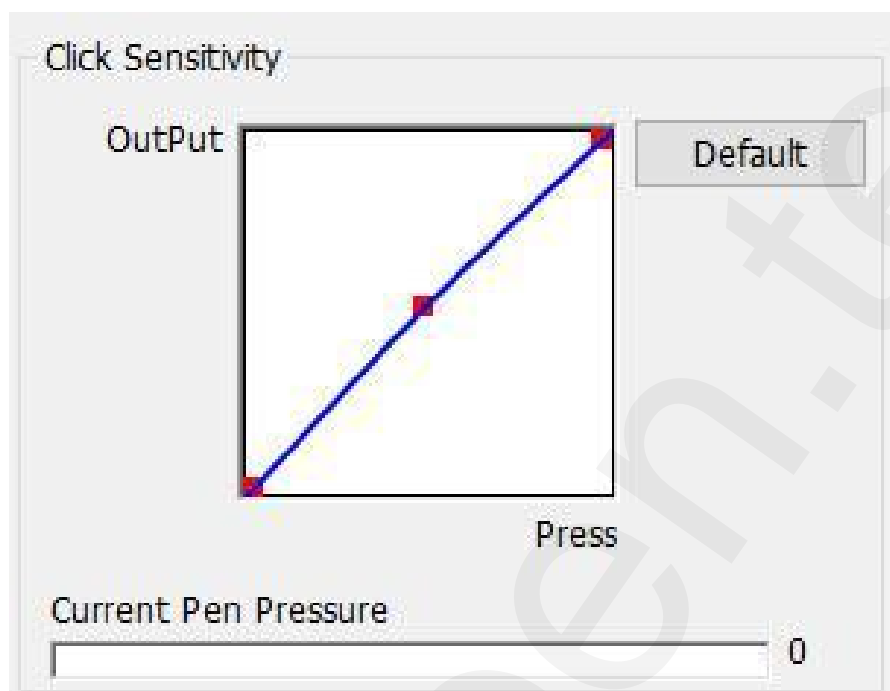 Click Sensitivity
OutPut
Default
Press
Current Pen Pressure
0